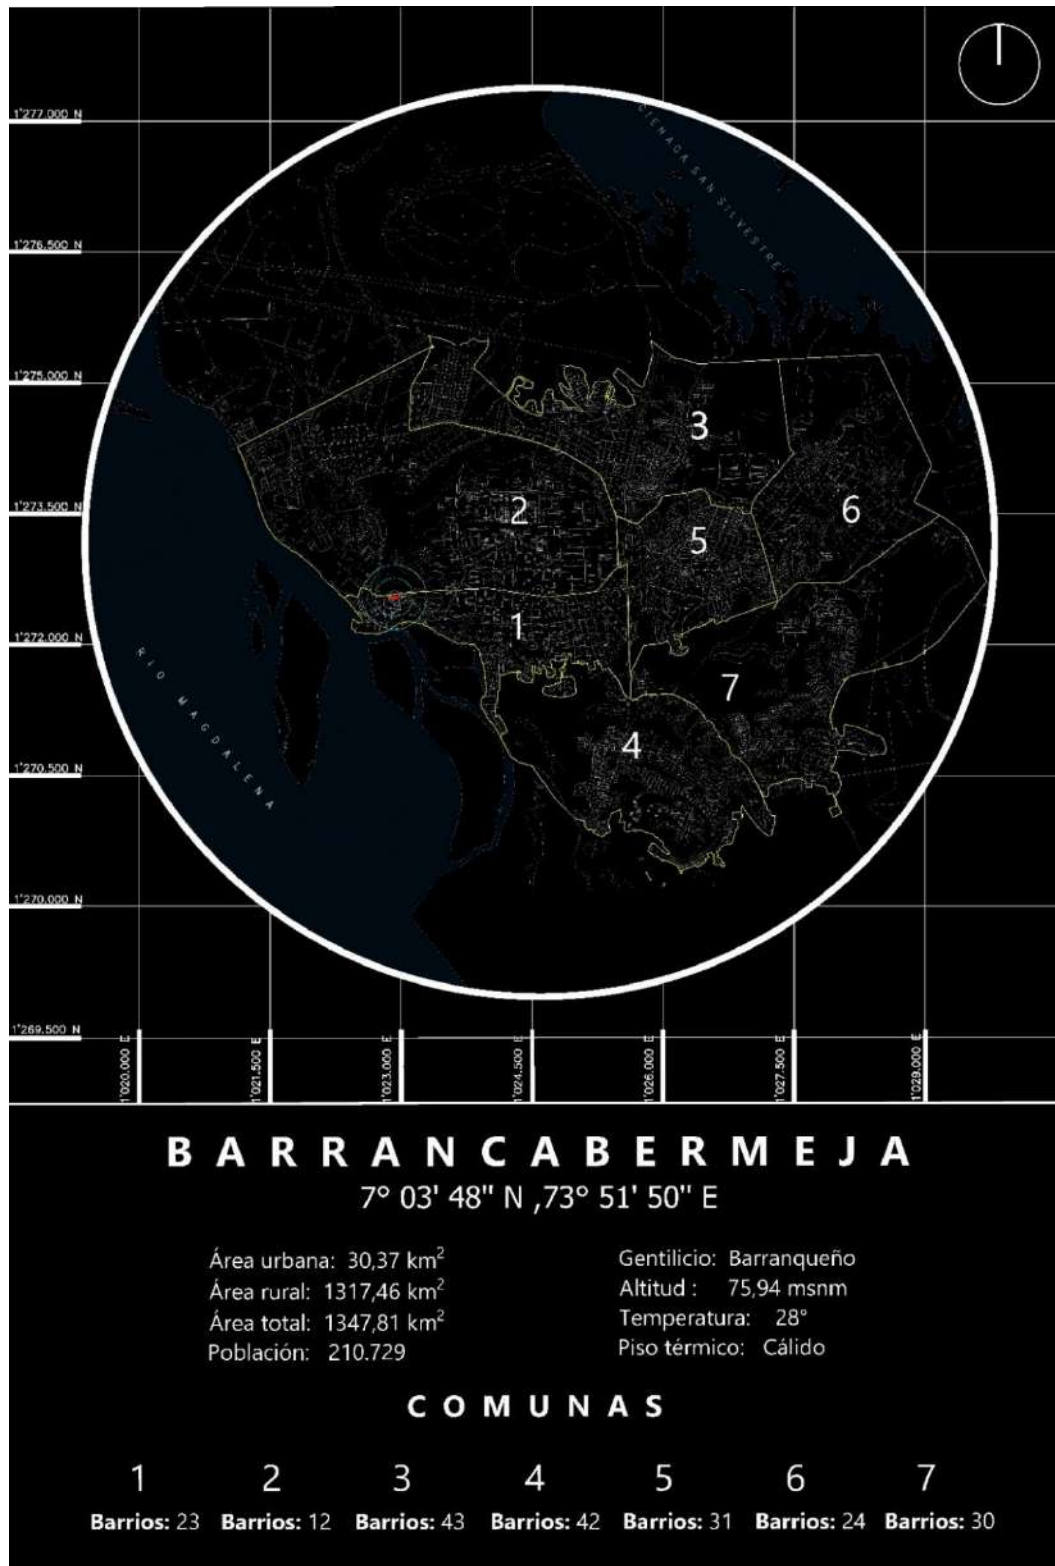 1'277.000 N
CIENAGA SAN SILVESTRE
1'276.500 N
1'275.000 N
3
1'273.500 N
2
6
5
1
1'272.000 N
RIO MAGDALENA
7
4
1'270.500 N
1'270.000 N
1'269.500 N
1'020.000 E
1'021.500 E
1'023.000 E
1'024.500 E
1'026.000 E
1'027.500 E
1'029.000 E
BARRANCABERMEJA
7° 03' 48" N ,73° 51' 50" E
Área urbana: 30,37 km²
Área rural: 1317,46 km²
Área total: 1347,81 km²
Población: 210.729
Gentilicio: Barranqueño
Altitud : 75,94 msnm
Temperatura: 28°
Piso térmico: Cálido
COMUNAS
1 2 3 4 5 6 7
Barrios: 23 Barrios: 12 Barrios: 43 Barrios: 42 Barrios: 31 Barrios: 24 Barrios: 30